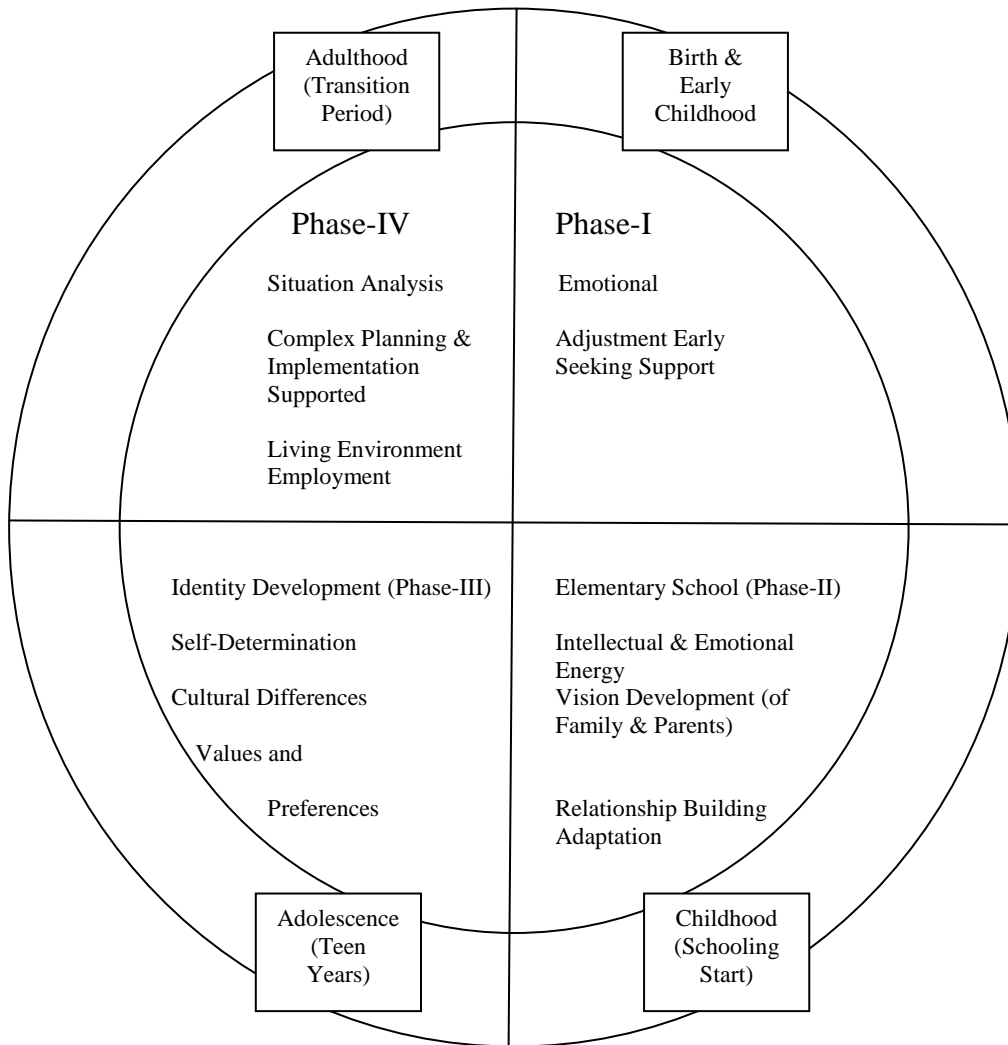 Adulthood
(Transition
Period)
Birth &
Early
Childhood
Phase-IV
Situation Analysis
Complex Planning &
Implementation
Supported
Living Environment
Employment
Phase-I
Emotional
Adjustment Early
Seeking Support
Identity Development (Phase-III)
Self-Determination
Cultural Differences
Values and
Preferences
Elementary School (Phase-II)
Intellectual & Emotional
Energy
Vision Development (of
Family & Parents)
Relationship Building
Adaptation
Adolescence
(Teen
Years)
Childhood
(Schooling
Start)